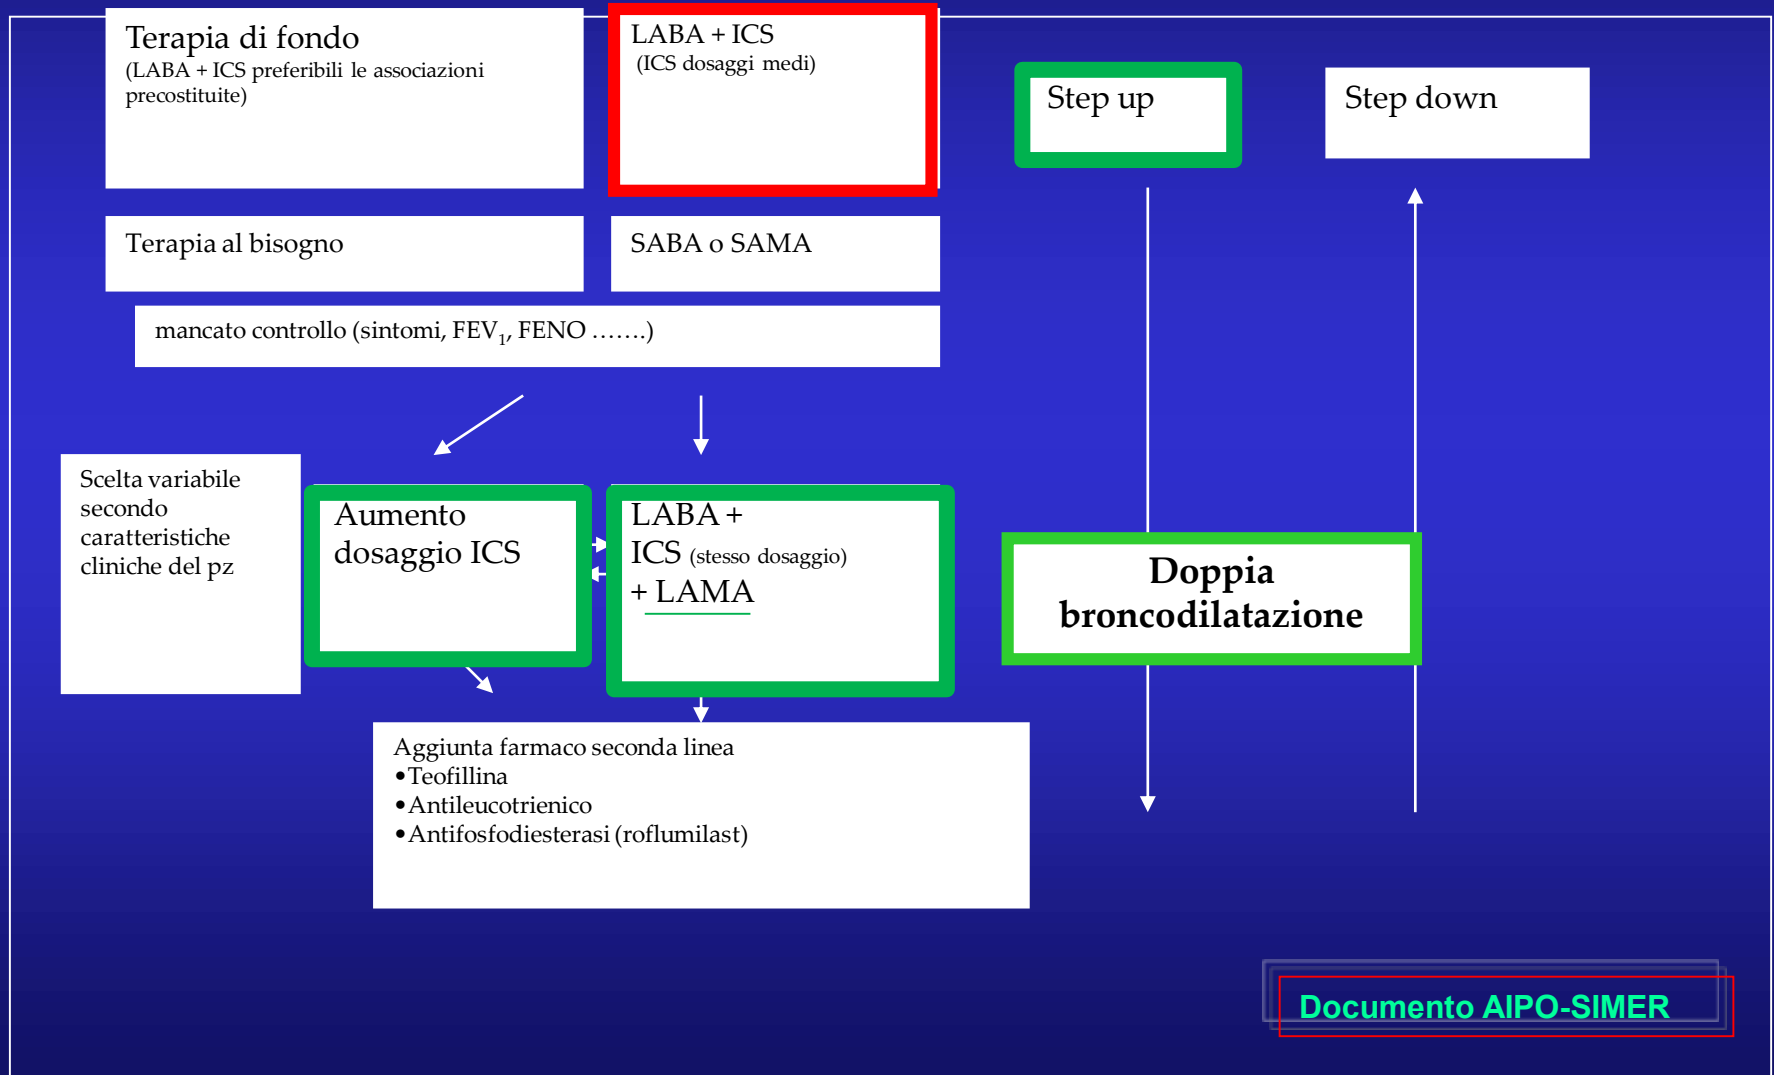 Terapia di fondo
(LABA + ICS preferibili le associazioni
precostituite)
LABA + ICS
(ICS dosaggi medi)
Step up
Step down
Terapia al bisogno
SABA o SAMA
mancato controllo (sintomi, FEV₁, FENO …….)
Scelta variabile
secondo
caratteristiche
cliniche del pz
Aumento
dosaggio ICS
LABA +
ICS (stesso dosaggio)
+ LAMA
Doppia
broncodilatazione
Aggiunta farmaco seconda linea
•Teofillina
•Antileucotrienico
•Antifosfodiesterasi (roflumilast)
Documento AIPO-SIMER